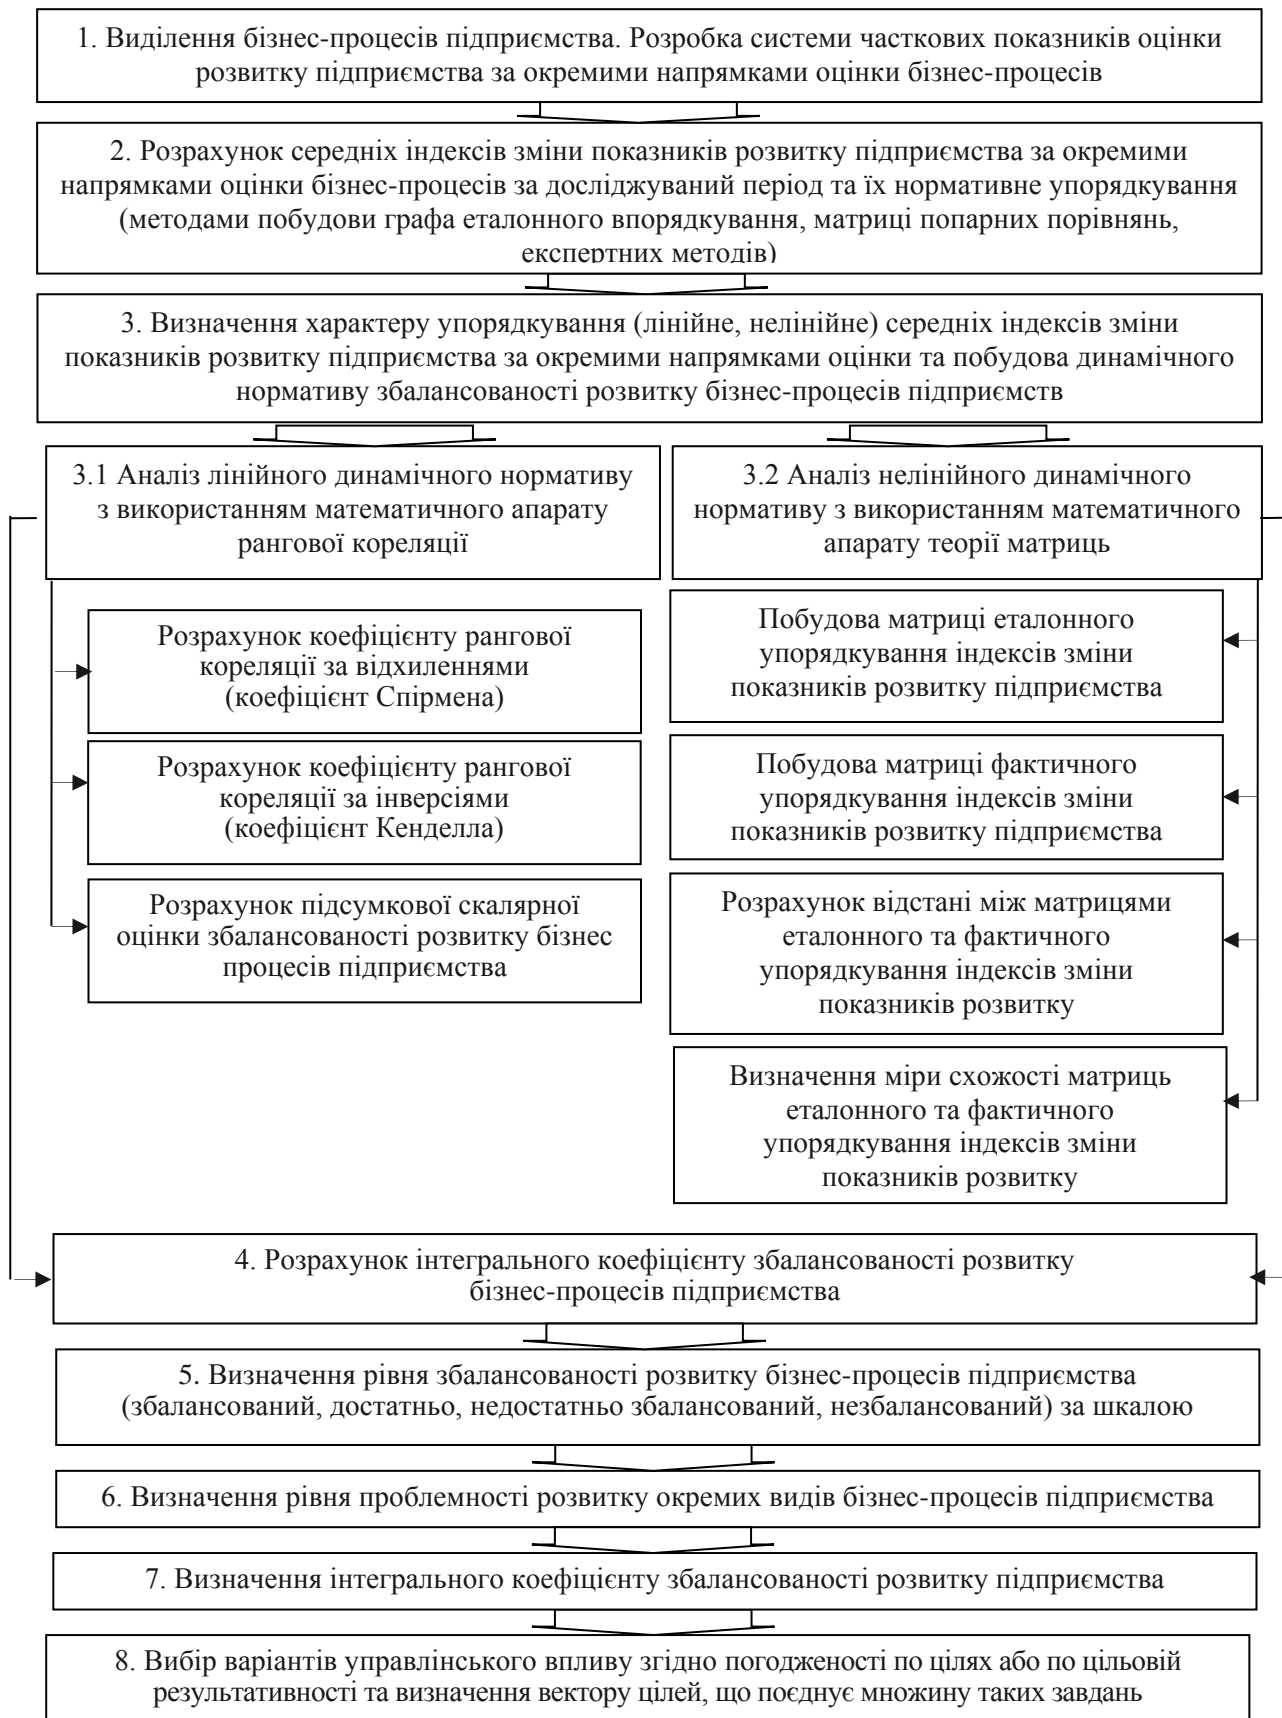 1. Виділення бізнес-процесів підприємства. Розробка системи часткових показників оцінки
розвитку підприємства за окремими напрямками оцінки бізнес-процесів
2. Розрахунок середніх індексів зміни показників розвитку підприємства за окремими
напрямками оцінки бізнес-процесів за досліджуваний період та їх нормативне упорядкування
(методами побудови графа еталонного впорядкування, матриці попарних порівнянь,
експертних методів)
3. Визначення характеру упорядкування (лінійне, нелінійне) середніх індексів зміни
показників розвитку підприємства за окремими напрямками оцінки та побудова динамічного
нормативу збалансованості розвитку бізнес-процесів підприємств
3.1 Аналіз лінійного динамічного нормативу
з використанням математичного апарату
рангової кореляції
Розрахунок коефіцієнту рангової
кореляції за відхиленнями
(коефіцієнт Спірмена)
Розрахунок коефіцієнту рангової
кореляції за інверсіями
(коефіцієнт Кенделла)
Розрахунок підсумкової скалярної
оцінки збалансованості розвитку бізнес
процесів підприємства
3.2 Аналіз нелінійного динамічного
нормативу з використанням математичного
апарату теорії матриць
Побудова матриці еталонного
упорядкування індексів зміни
показників розвитку підприємства
Побудова матриці фактичного
упорядкування індексів зміни
показників розвитку підприємства
Розрахунок відстані між матрицями
еталонного та фактичного
упорядкування індексів зміни
показників розвитку
Визначення міри схожості матриць
еталонного та фактичного
упорядкування індексів зміни
показників розвитку
4. Розрахунок інтегрального коефіцієнту збалансованості розвитку
бізнес-процесів підприємства
5. Визначення рівня збалансованості розвитку бізнес-процесів підприємства
(збалансований, достатньо, недостатньо збалансований, незбалансований) за шкалою
6. Визначення рівня проблемності розвитку окремих видів бізнес-процесів підприємства
7. Визначення інтегрального коефіцієнту збалансованості розвитку підприємства
8. Вибір варіантів управлінського впливу згідно погодженості по цілях або по цільовій
результативності та визначення вектору цілей, що поєднує множину таких завдань